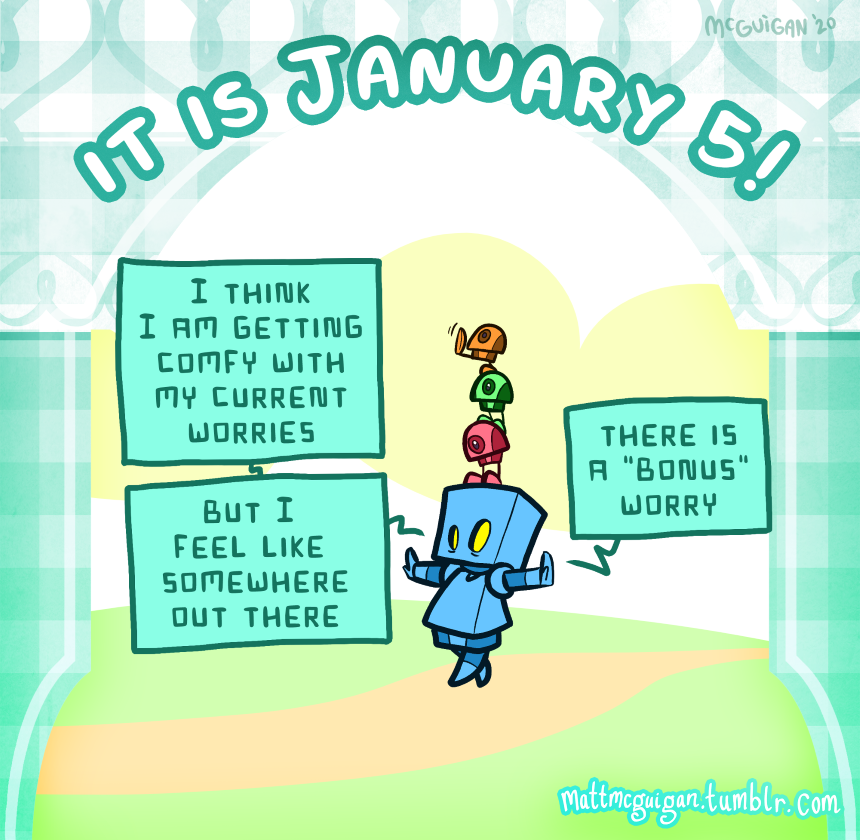 McGUIGAN '20
IT IS JANUARY 5!
I THINK
I AM GETTING
COMFY WITH
MY CURRENT
WORRIES
BUT I
FEEL LIKE
SOMEWHERE
OUT THERE
THERE IS
A "BONUS"
WORRY
mattmcguigan.tumblr.com